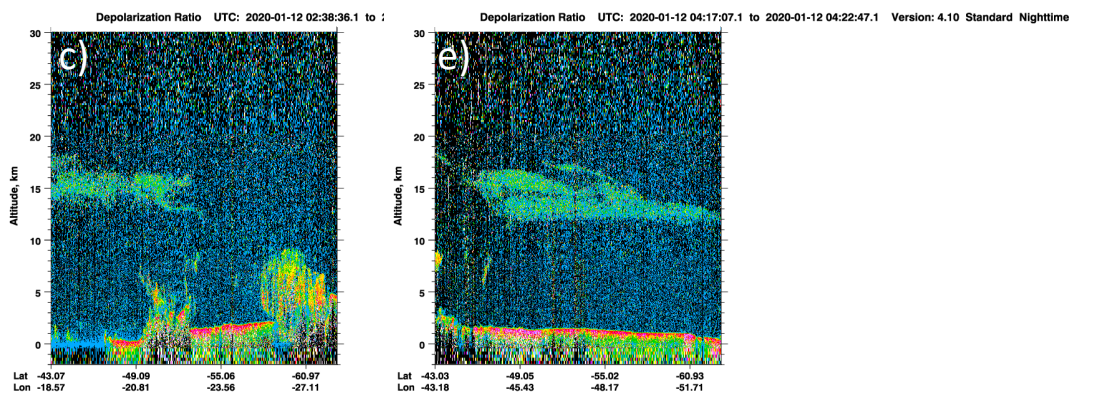 Depolarization Ratio UTC: 2020-01-12 02:38:36.1 to
Depolarization Ratio UTC: 2020-01-12 04:17:07.1 to 2020-01-12 04:22:47.1 Version: 4.10 Standard Nighttime
c)
e)
Altitude, km
30
25
20
15
10
5
0
Altitude, km
30
25
20
15
10
5
0
Lat -43.07 -49.09 -55.06 -60.97
Lon -18.57 -20.81 -23.56 -27.11
Lat -43.03 -49.05 -55.02 -60.93
Lon -43.18 -45.43 -48.17 -51.71